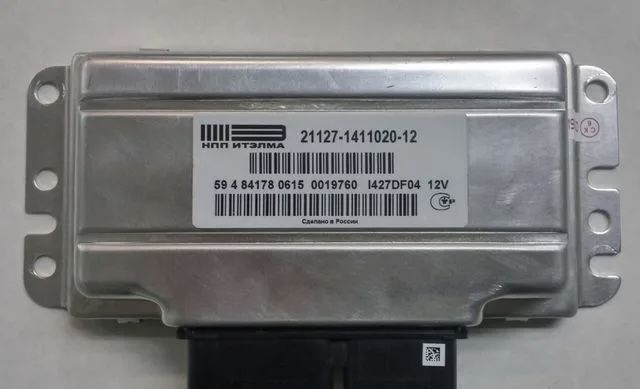 НПП ИТЭЛМА
21127-1411020-12
59 4 84178 0615 0019760 I427DF04 12V
Сделано в России